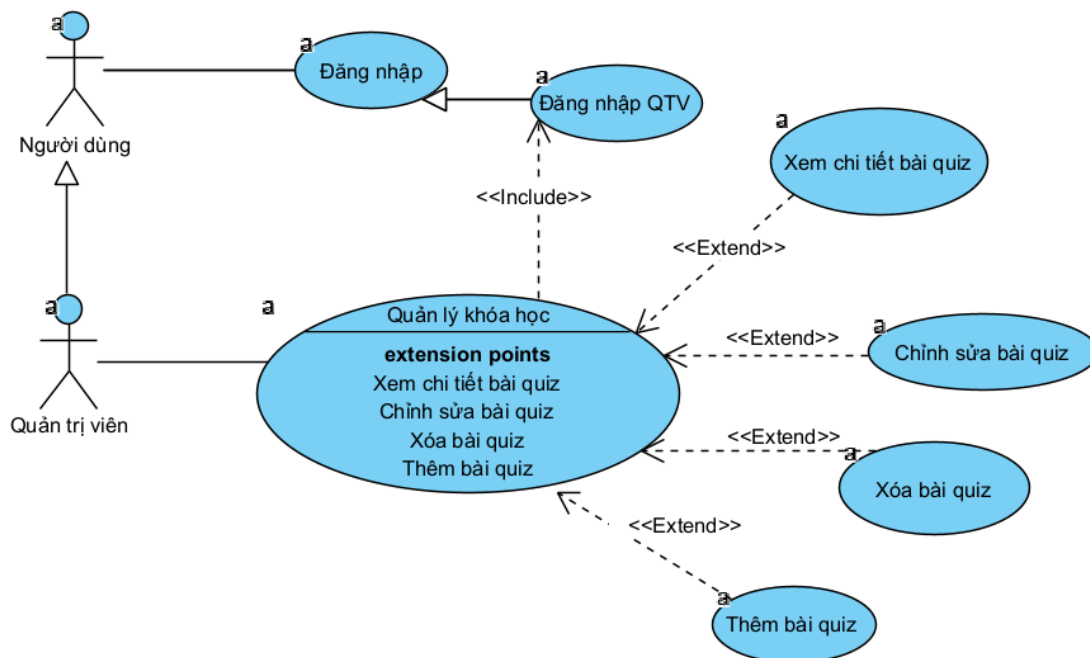 a
a
Đăng nhập
a
Đăng nhập QTV
Người dùng
a
Xem chi tiết bài quiz
<<Include>>
<<Extend>>
a
Quản trị viên
a
Quản lý khóa học
extension points
Xem chi tiết bài quiz
Chỉnh sửa bài quiz
Xóa bài quiz
Thêm bài quiz
<<Extend>>
a
Chỉnh sửa bài quiz
<<Extend>>
a
Xóa bài quiz
<<Extend>>
a
Thêm bài quiz